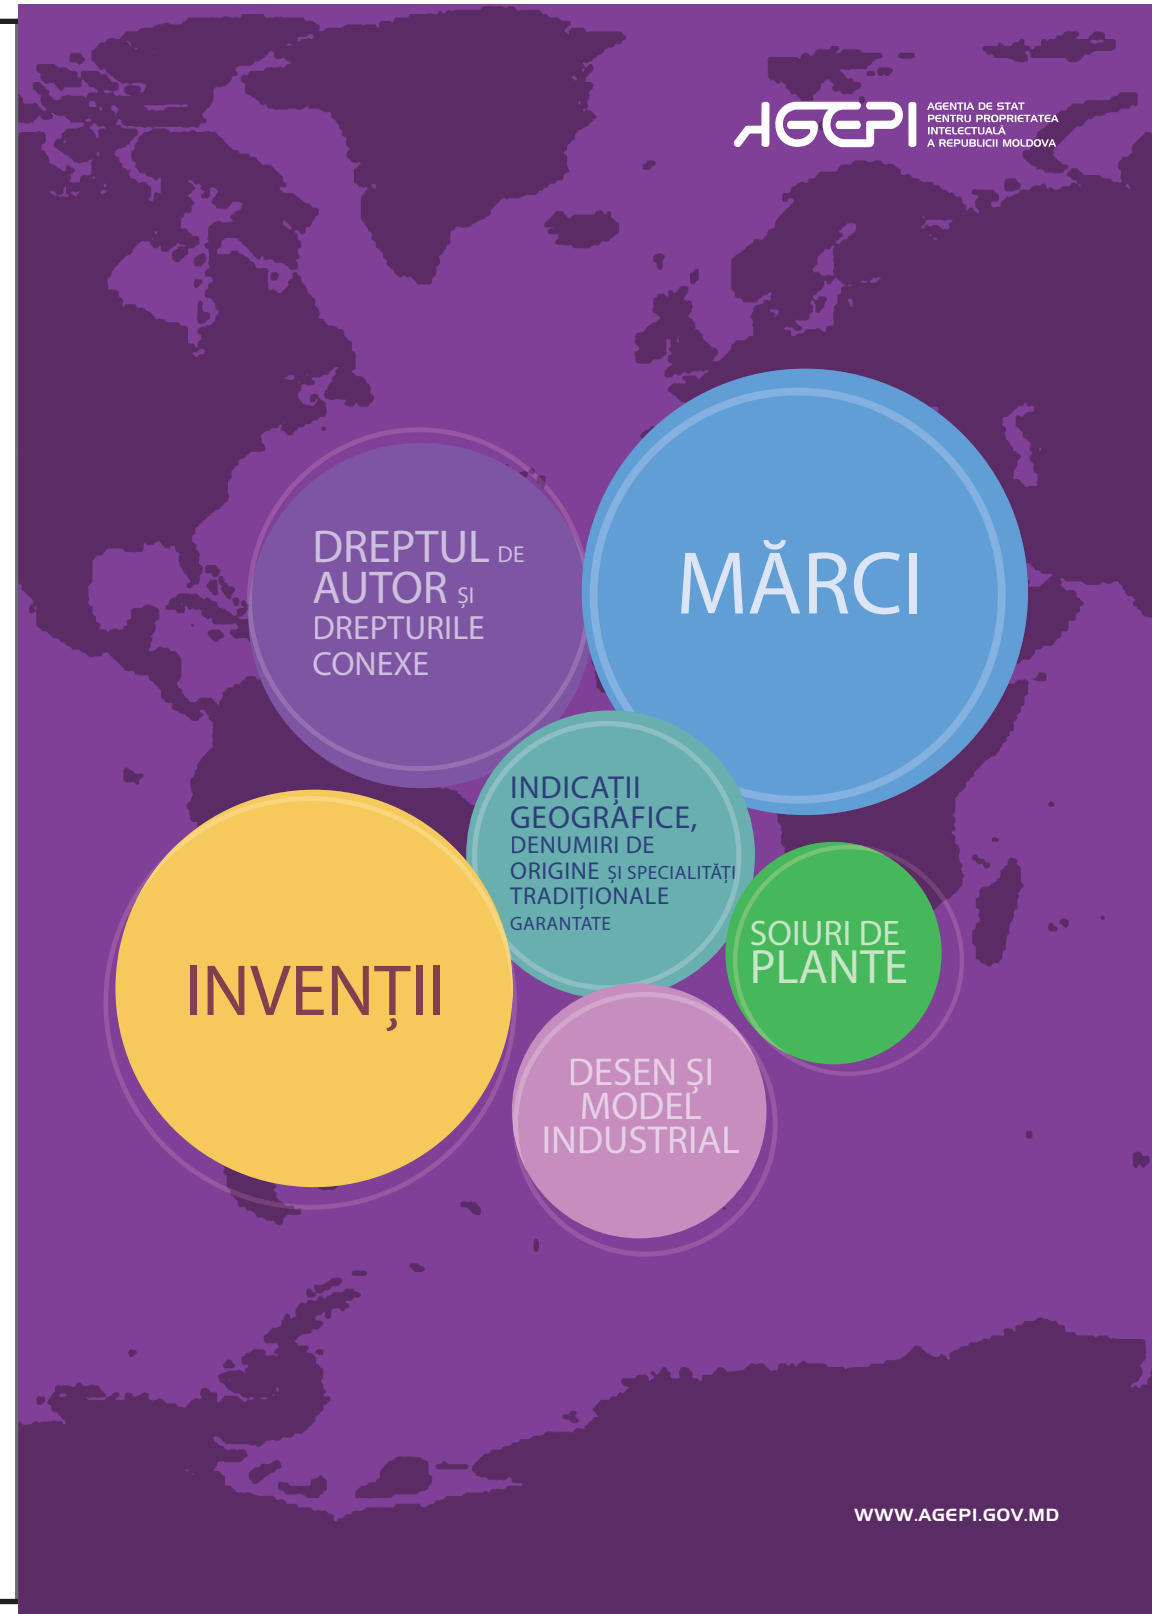 AGEPI
AGENȚIA DE STAT
PENTRU PROPRIETATEA
INTELECTUALĂ
A REPUBLICII MOLDOVA
DREPTUL DE
AUTOR ȘI
DREPTURILE
CONEXE
MĂRCI
INDICAȚII
GEOGRAFICE,
DENUMIRI DE
ORIGINE ȘI SPECIALITĂȚI
TRADIȚIONALE
GARANTATE
INVENȚII
SOIURI DE
PLANTE
DESEN ȘI
MODEL
INDUSTRIAL
WWW.AGEPI.GOV.MD